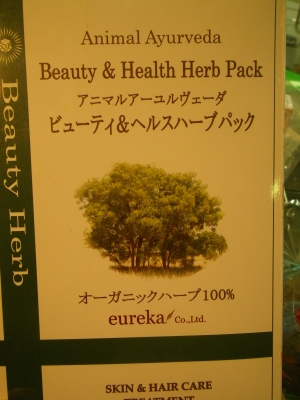 Animal Ayurveda
Beauty & Health Herb Pack
アニマルアーユルヴェーダ
ビューティ&ヘルスハーブパック
オーガニックハーブ100%
eureka Co.,Ltd.
SKIN & HAIR CARE
TREATMENT
Beauty Herb